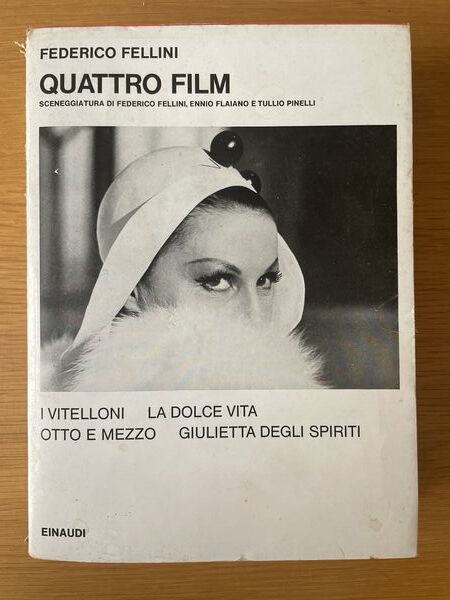 FEDERICO FELLINI
QUATTRO FILM
SCENEGGIATURA DI FEDERICO FELLINI, ENNIO FLAIANO E TULLIO PINELLI
I VITELLONI LA DOLCE VITA
OTTO E MEZZO GIULIETTA DEGLI SPIRITI
EINAUDI